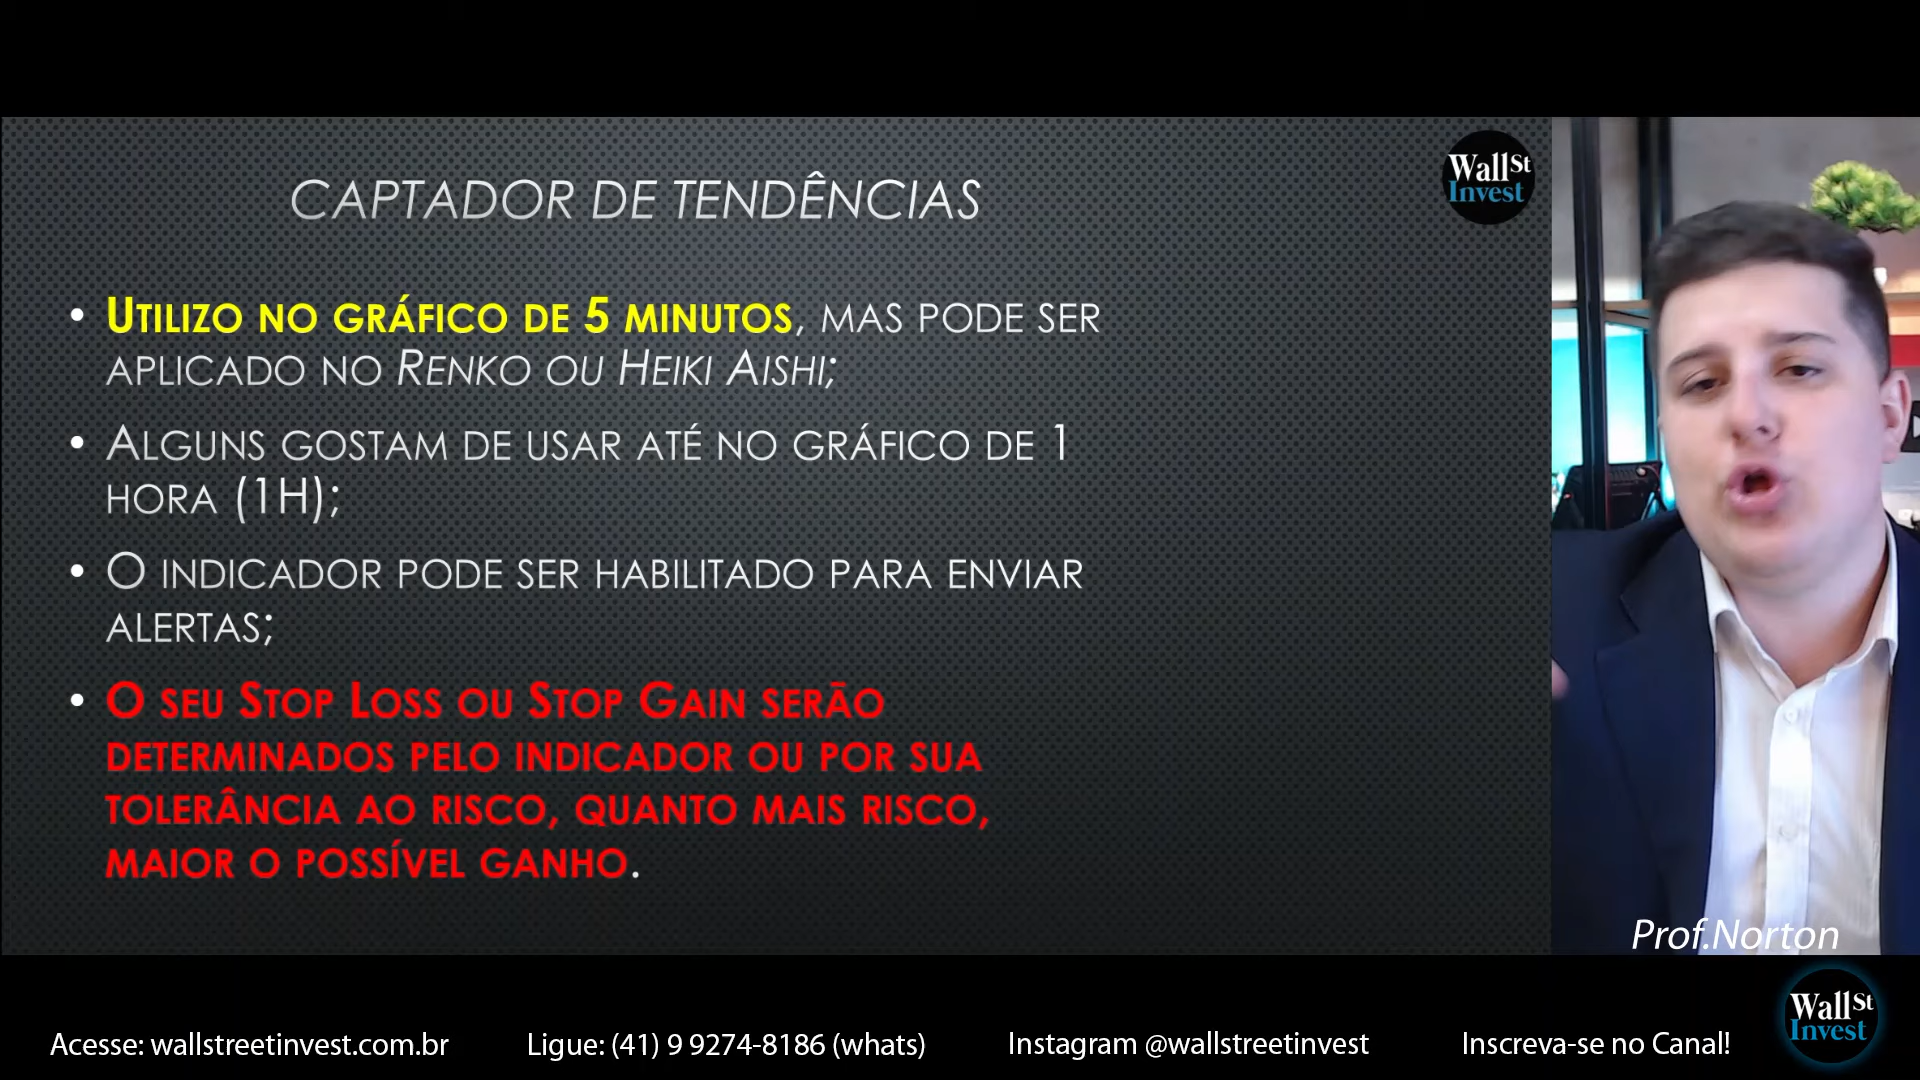 WallSt
Invest
CAPTADOR DE TENDÊNCIAS
• UTILIZO NO GRÁFICO DE 5 MINUTOS, MAS PODE SER
APLICADO NO RENKO OU HEIKI AISHI;
• ALGUNS GOSTAM DE USAR ATÉ NO GRÁFICO DE 1
HORA (1H);
• O INDICADOR PODE SER HABILITADO PARA ENVIAR
ALERTAS;
• O SEU STOP LOSS OU STOP GAIN SERÃO
DETERMINADOS PELO INDICADOR OU POR SUA
TOLERÂNCIA AO RISCO, QUANTO MAIS RISCO,
MAIOR O POSSÍVEL GANHO.
Prof.Norton
Acesse: wallstreetinvest.com.br
Ligue: (41) 9 9274-8186 (whats)
Instagram @wallstreetinvest
Inscreva-se no Canal!
WallSt
Invest